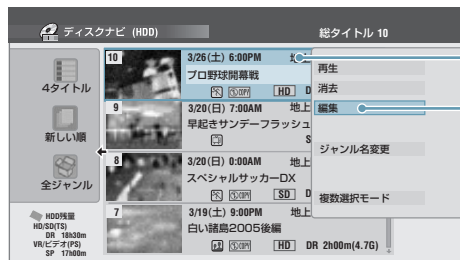 ディスクナビ (HDD)
総タイトル 10
4タイトル
新しい順
全ジャンル
HDD残量
HD/SD(TS)
DR 18h30m
VR/ビデオ(PS)
SP 17h00m
10
3/26(土) 6:00PM 地
プロ野球開幕戦
HD D
9
3/20(日) 7:00AM 地上
早起きサンデーフラッシュ
S
8
3/20(日) 0:00AM 地上
スペシャルサッカーDX
SD D
7
3/19(土) 9:00PM 地上
白い諸島2005後編
HD DR 2h00m(4.7G)
再生
消去
編集
ジャンル名変更
複数選択モード